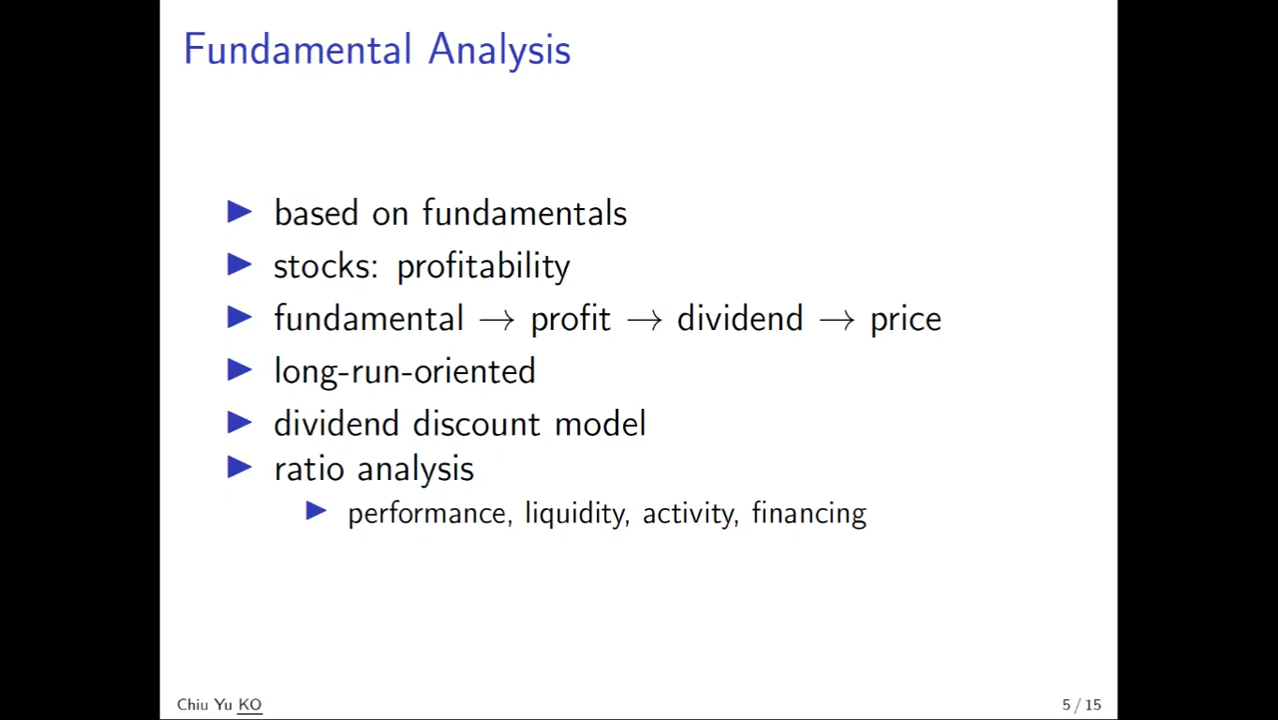 Fundamental Analysis
▶ based on fundamentals
▶ stocks: profitability
▶ fundamental → profit → dividend → price
▶ long-run-oriented
▶ dividend discount model
▶ ratio analysis
▶ performance, liquidity, activity, financing
Chiu Yu KO 5 / 15